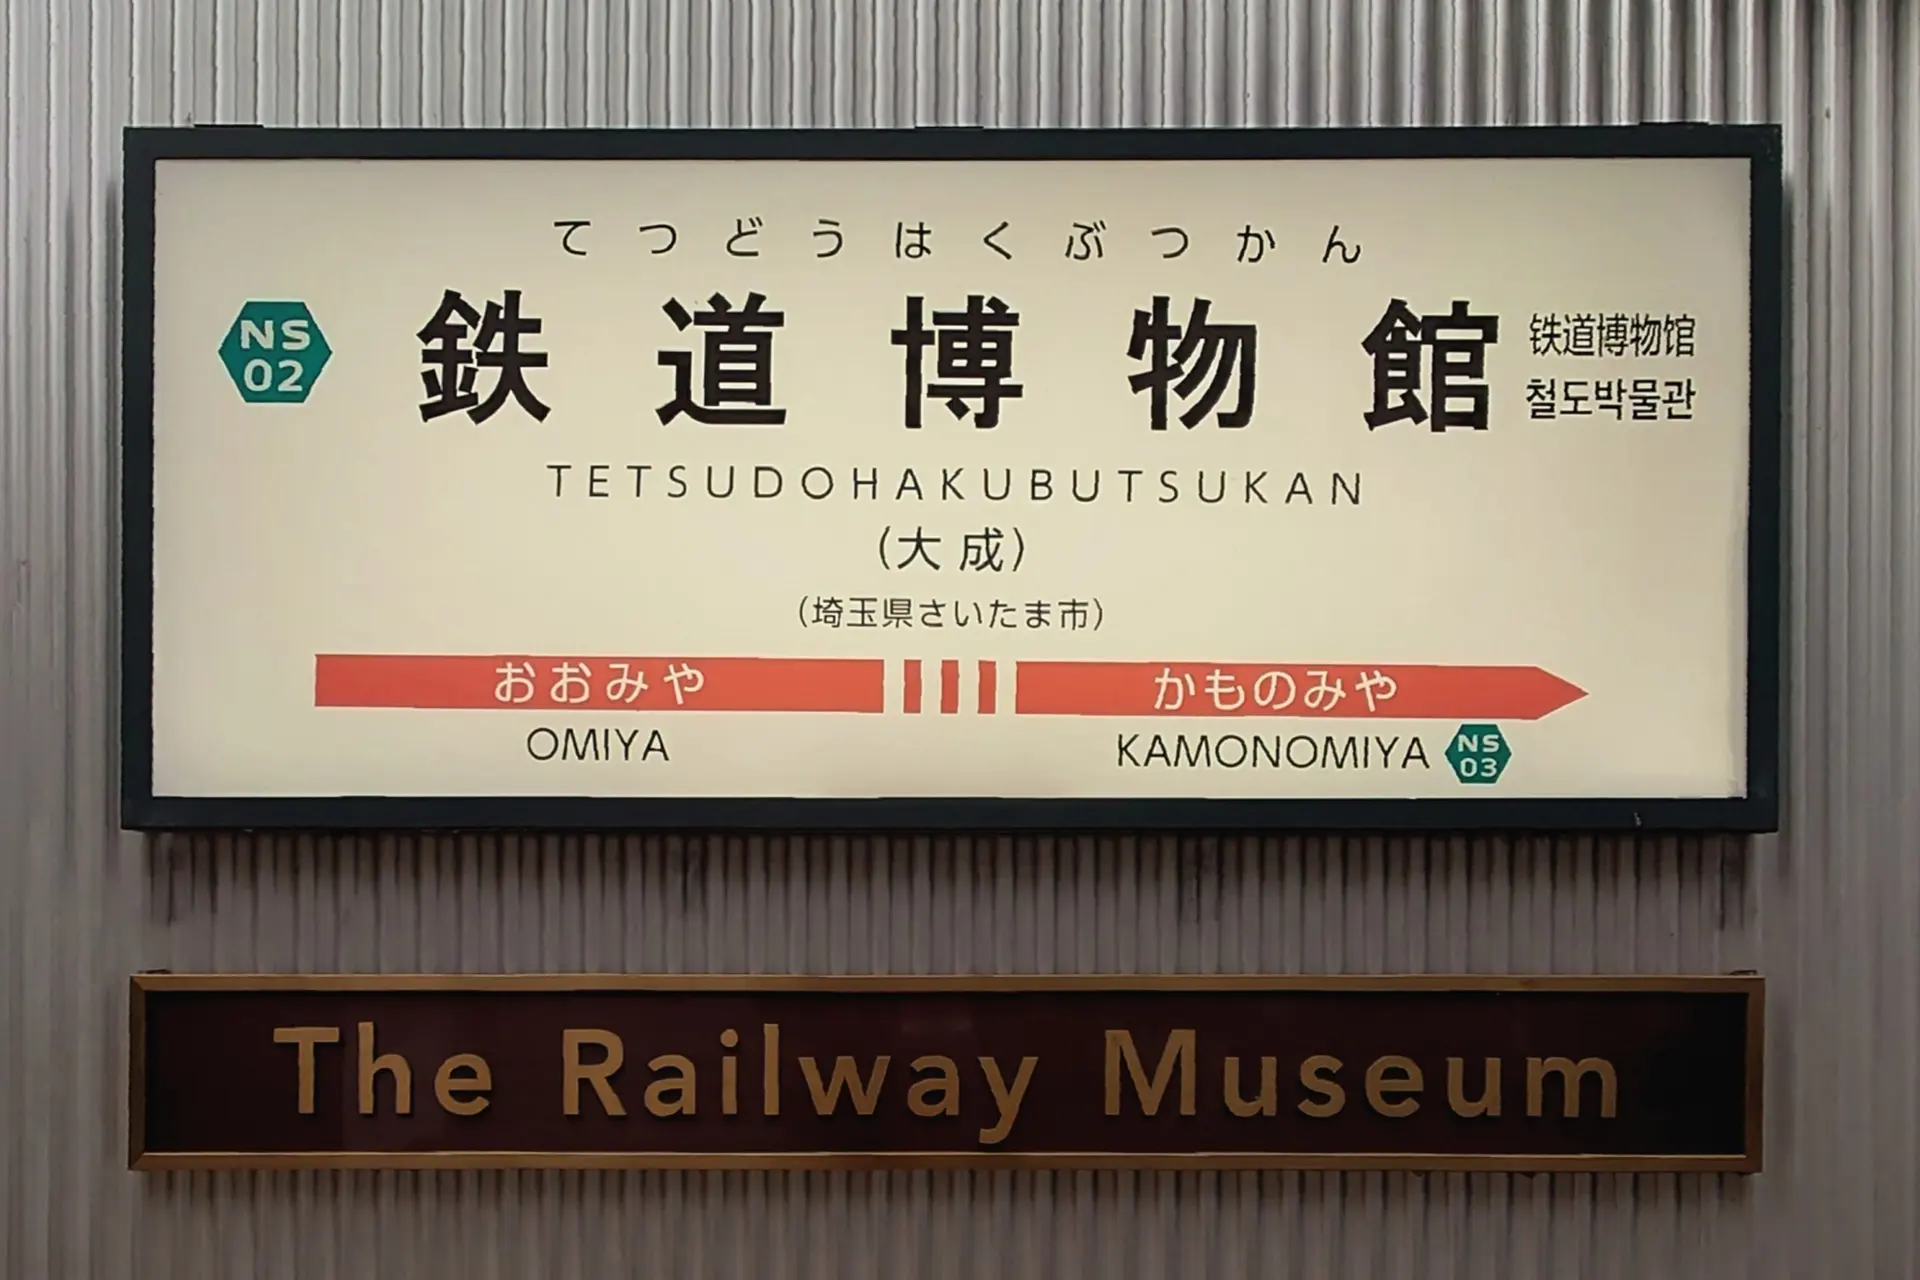 てつどうはくぶつかん
NS
02
鉄道博物館
铁道博物馆
철도박물관
TETSUDOHAKUBUTSUKAN
(大成)
(埼玉県さいたま市)
おおみや
かものみや
OMIYA
KAMONOMIYA
NS
03
The Railway Museum